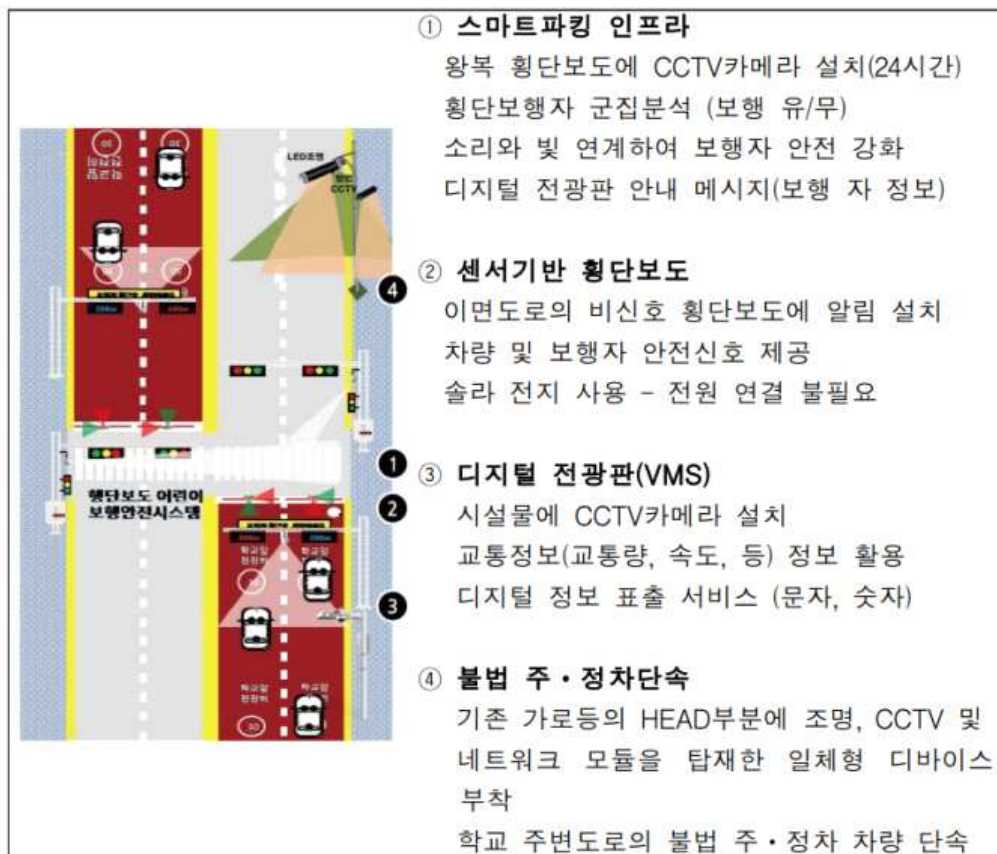 ① 스마트파킹 인프라
왕복 횡단보도에 CCTV카메라 설치(24시간)
횡단보행자 군집분석 (보행 유/무)
소리와 빛 연계하여 보행자 안전 강화
디지털 전광판 안내 메시지(보행 자 정보)
② 센서기반 횡단보도
이면도로의 비신호 횡단보도에 알림 설치
차량 및 보행자 안전신호 제공
솔라 전지 사용 – 전원 연결 불필요
③ 디지털 전광판(VMS)
시설물에 CCTV카메라 설치
교통정보(교통량, 속도, 등) 정보 활용
디지털 정보 표출 서비스 (문자, 숫자)
④ 불법 주・정차단속
기존 가로등의 HEAD부분에 조명, CCTV 및
네트워크 모듈을 탑재한 일체형 디바이스
부착
학교 주변도로의 불법 주・정차 차량 단속
LED조명
CCTV
4
1
횡단보도 어린이
보행안전시스템
2
3